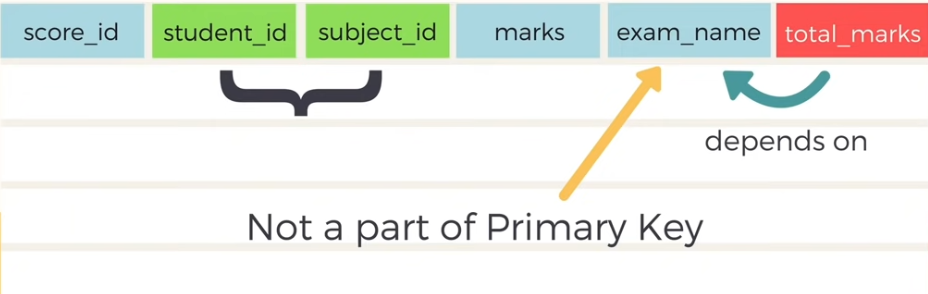 score_id student_id subject_id marks exam_name total_marks
depends on
Not a part of Primary Key